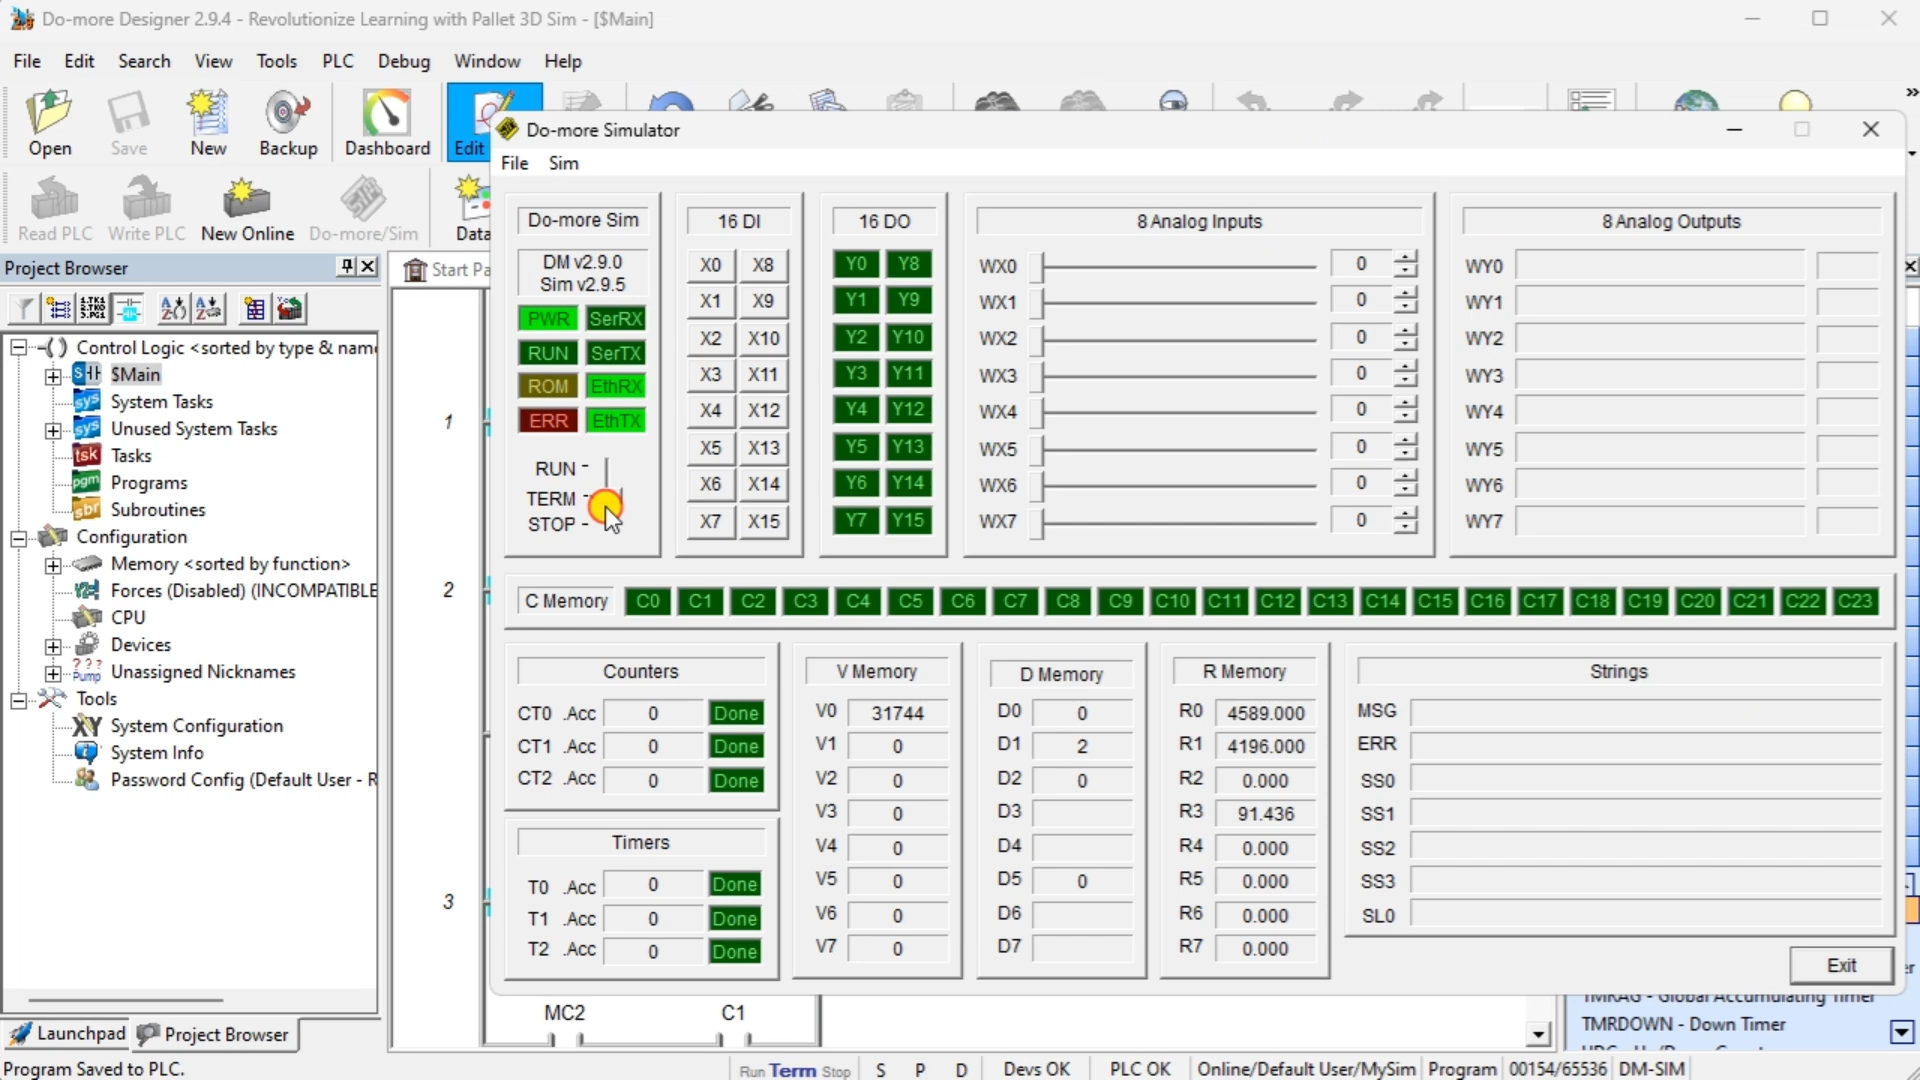 Do-more Designer 2.9.4 - Revolutionize Learning with Pallet 3D Sim - [$Main]
File Edit Search View Tools PLC Debug Window Help
Open Save New Backup Dashboard Edit
Read PLC Write PLC New Online Do-more/Sim Data
Project Browser
Start Pa
Control Logic <sorted by type & name
$Main
System Tasks
Unused System Tasks
Tasks
Programs
Subroutines
Configuration
Memory <sorted by function>
Forces (Disabled) (INCOMPATIBLE
CPU
Devices
Unassigned Nicknames
Tools
System Configuration
System Info
Password Config (Default User - R
Launchpad Project Browser
1
2
3
Do-more Simulator
File Sim
Do-more Sim
DM v2.9.0
Sim v2.9.5
PWR SerRX
RUN SerTX
ROM EthRX
ERR EthTX
RUN -
TERM -
STOP -
16 DI
X0 X8
X1 X9
X2 X10
X3 X11
X4 X12
X5 X13
X6 X14
X7 X15
16 DO
Y0 Y8
Y1 Y9
Y2 Y10
Y3 Y11
Y4 Y12
Y5 Y13
Y6 Y14
Y7 Y15
8 Analog Inputs
WX0 0
WX1 0
WX2 0
WX3 0
WX4 0
WX5 0
WX6 0
WX7 0
8 Analog Outputs
WY0
WY1
WY2
WY3
WY4
WY5
WY6
WY7
C Memory C0 C1 C2 C3 C4 C5 C6 C7 C8 C9 C10 C11 C12 C13 C14 C15 C16 C17 C18 C19 C20 C21 C22 C23
Counters
CT0 .Acc 0 Done
CT1 .Acc 0 Done
CT2 .Acc 0 Done
Timers
T0 .Acc 0 Done
T1 .Acc 0 Done
T2 .Acc 0 Done
V Memory
V0 31744
V1 0
V2 0
V3 0
V4 0
V5 0
V6 0
V7 0
D Memory
D0 0
D1 2
D2 0
D3
D4
D5 0
D6
D7
R Memory
R0 4589.000
R1 4196.000
R2 0.000
R3 91.436
R4 0.000
R5 0.000
R6 0.000
R7 0.000
Strings
MSG
ERR
SS0
SS1
SS2
SS3
SL0
Exit
MC2 C1
TMRAG - Global Accumulating Timer
TMRDOWN - Down Timer
Program Saved to PLC. Run Term Stop S P D Devs OK PLC OK Online/Default User/MySim Program 00154/65536 DM-SIM